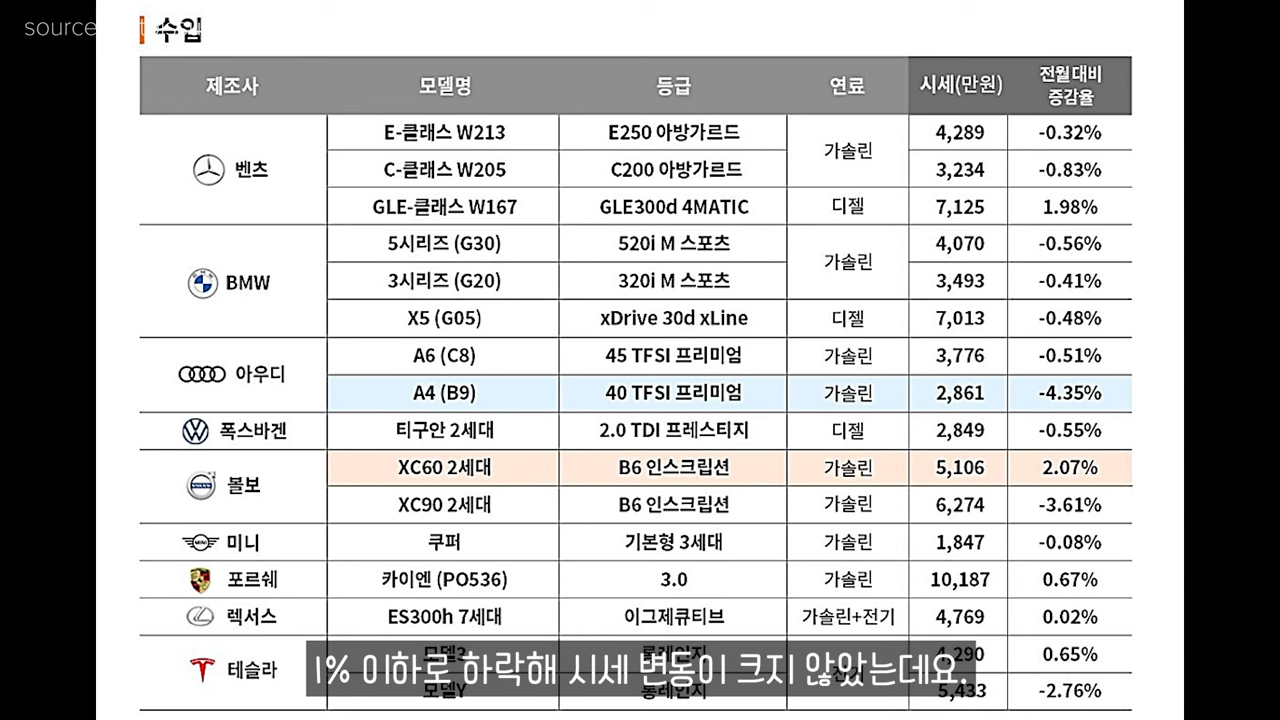 source
수입
제조사 모델명 등급 연료 시세(만원) 전월대비 증감율
벤츠 E-클래스 W213 E250 아방가르드 가솔린 4,289 -0.32%
C-클래스 W205 C200 아방가르드 3,234 -0.83%
GLE-클래스 W167 GLE300d 4MATIC 디젤 7,125 1.98%
BMW 5시리즈 (G30) 520i M 스포츠 가솔린 4,070 -0.56%
3시리즈 (G20) 320i M 스포츠 3,493 -0.41%
X5 (G05) xDrive 30d xLine 디젤 7,013 -0.48%
아우디 A6 (C8) 45 TFSI 프리미엄 가솔린 3,776 -0.51%
A4 (B9) 40 TFSI 프리미엄 가솔린 2,861 -4.35%
폭스바겐 티구안 2세대 2.0 TDI 프레스티지 디젤 2,849 -0.55%
볼보 XC60 2세대 B6 인스크립션 가솔린 5,106 2.07%
XC90 2세대 B6 인스크립션 가솔린 6,274 -3.61%
미니 쿠퍼 기본형 3세대 가솔린 1,847 -0.08%
포르쉐 카이엔 (PO536) 3.0 가솔린 10,187 0.67%
렉서스 ES300h 7세대 이그제큐티브 가솔린+전기 4,769 0.02%
테슬라 모델3 롱레인지 전기 4,290 0.65%
모델Y 롱레인지 5,433 -2.76%
1% 이하로 하락해 시세 변동이 크지 않았는데요.